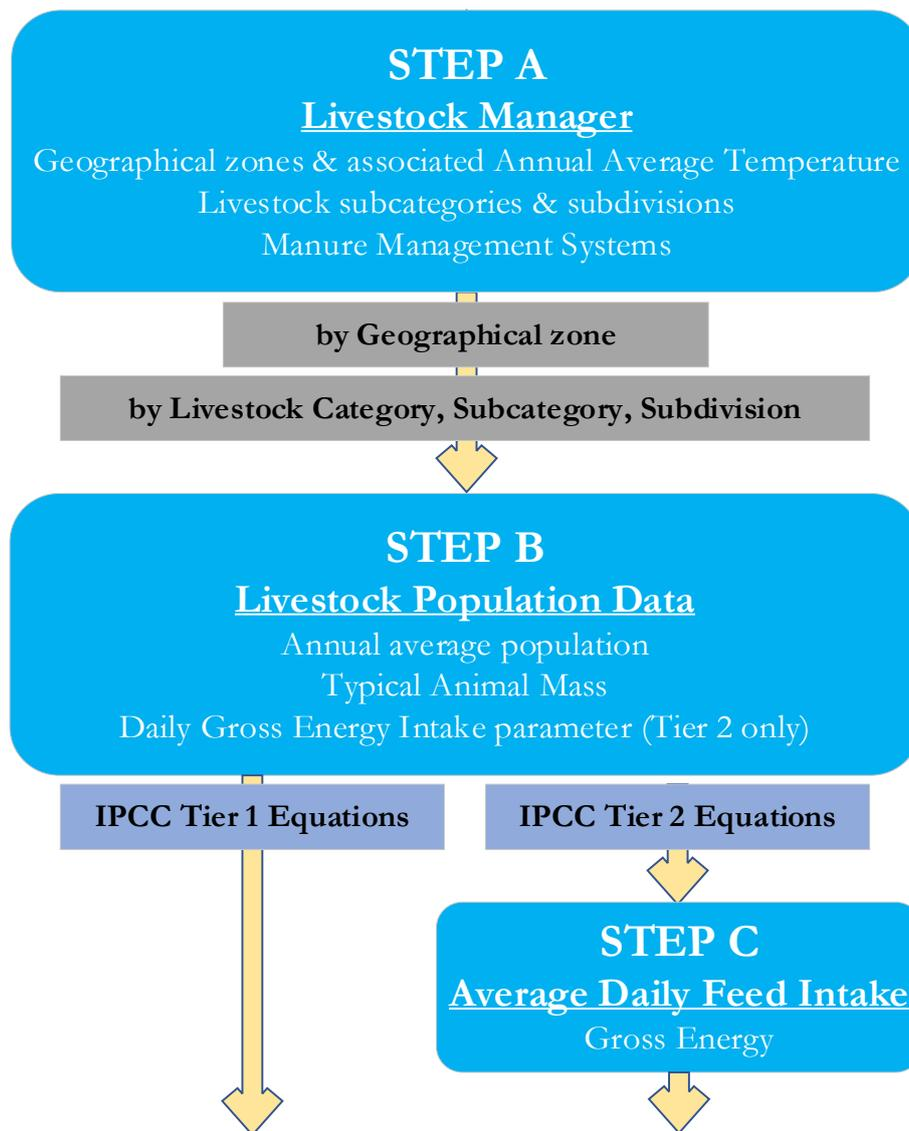 STEP A
Livestock Manager
Geographical zones & associated Annual Average Temperature
Livestock subcategories & subdivisions
Manure Management Systems
by Geographical zone
by Livestock Category, Subcategory, Subdivision
STEP B
Livestock Population Data
Annual average population
Typical Animal Mass
Daily Gross Energy Intake parameter (Tier 2 only)
IPCC Tier 1 Equations
IPCC Tier 2 Equations
STEP C
Average Daily Feed Intake
Gross Energy